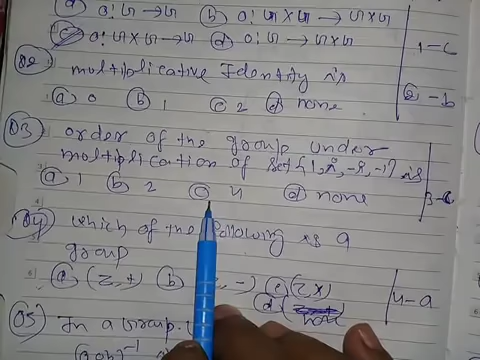 (a) o: G → G (b) o: G × G → G × G
(c) o: G × G → G (d) o: G → G × G
1 - c
Q2 multiplicative Identity is
(a) 0 (b) 1 (c) 2 (d) none
2 - b
Q3 order of the group under
multiplication of set {1, i, -i, -1} is
(a) 1 (b) 2 (c) 4 (d) none
3 - c
Q4 which of the following is a
group
(a) (Z, +) (b) , -) (c) (Z, x)
(d) none
4 - a
Q5 In a group